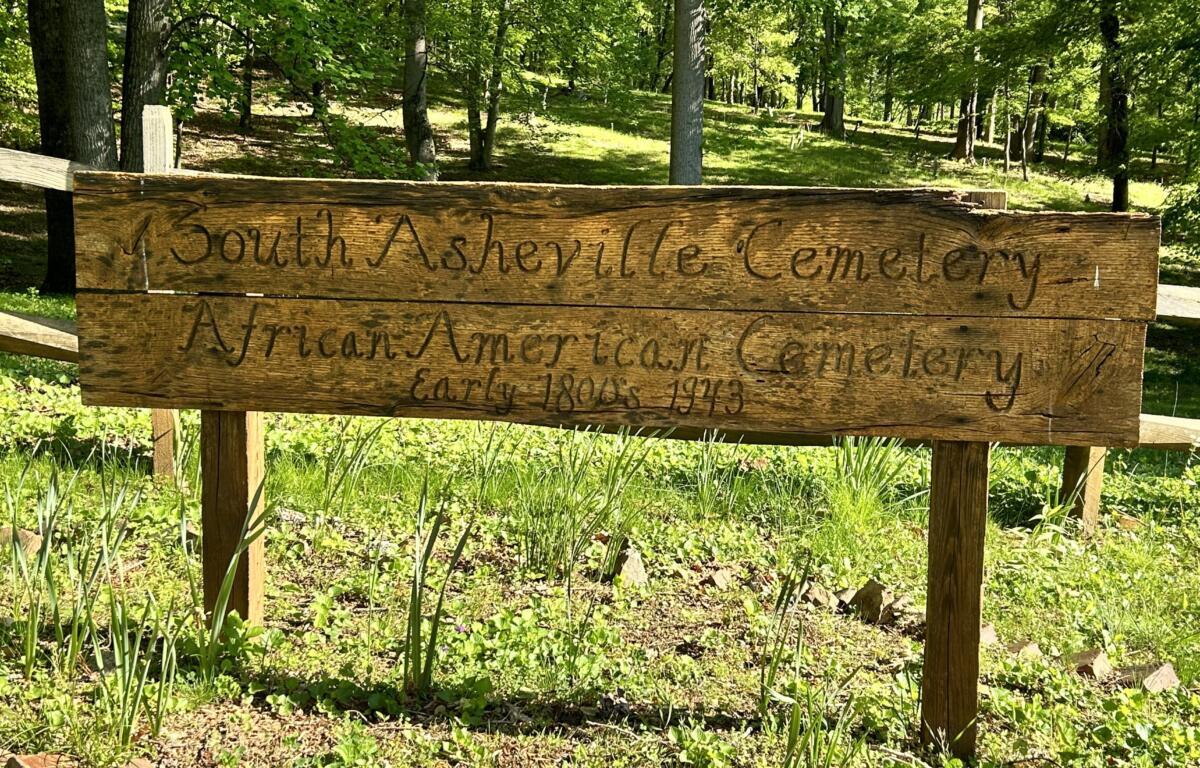 South Asheville Cemetery
African American Cemetery
Early 1800's 1943